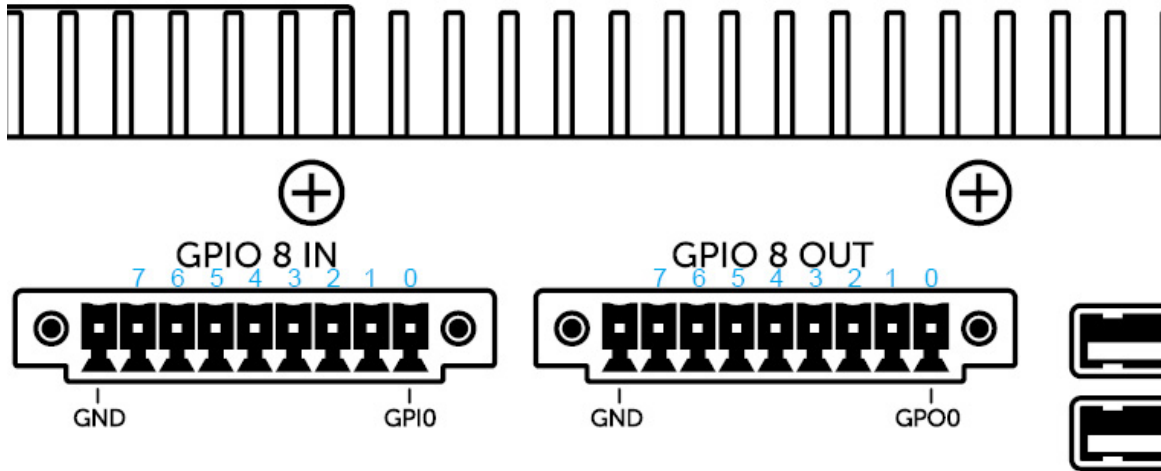 GPIO 8 IN
GPIO 8 OUT
7 6 5 4 3 2 1 0
7 6 5 4 3 2 1 0
GND
GPI0
GND
GPO0